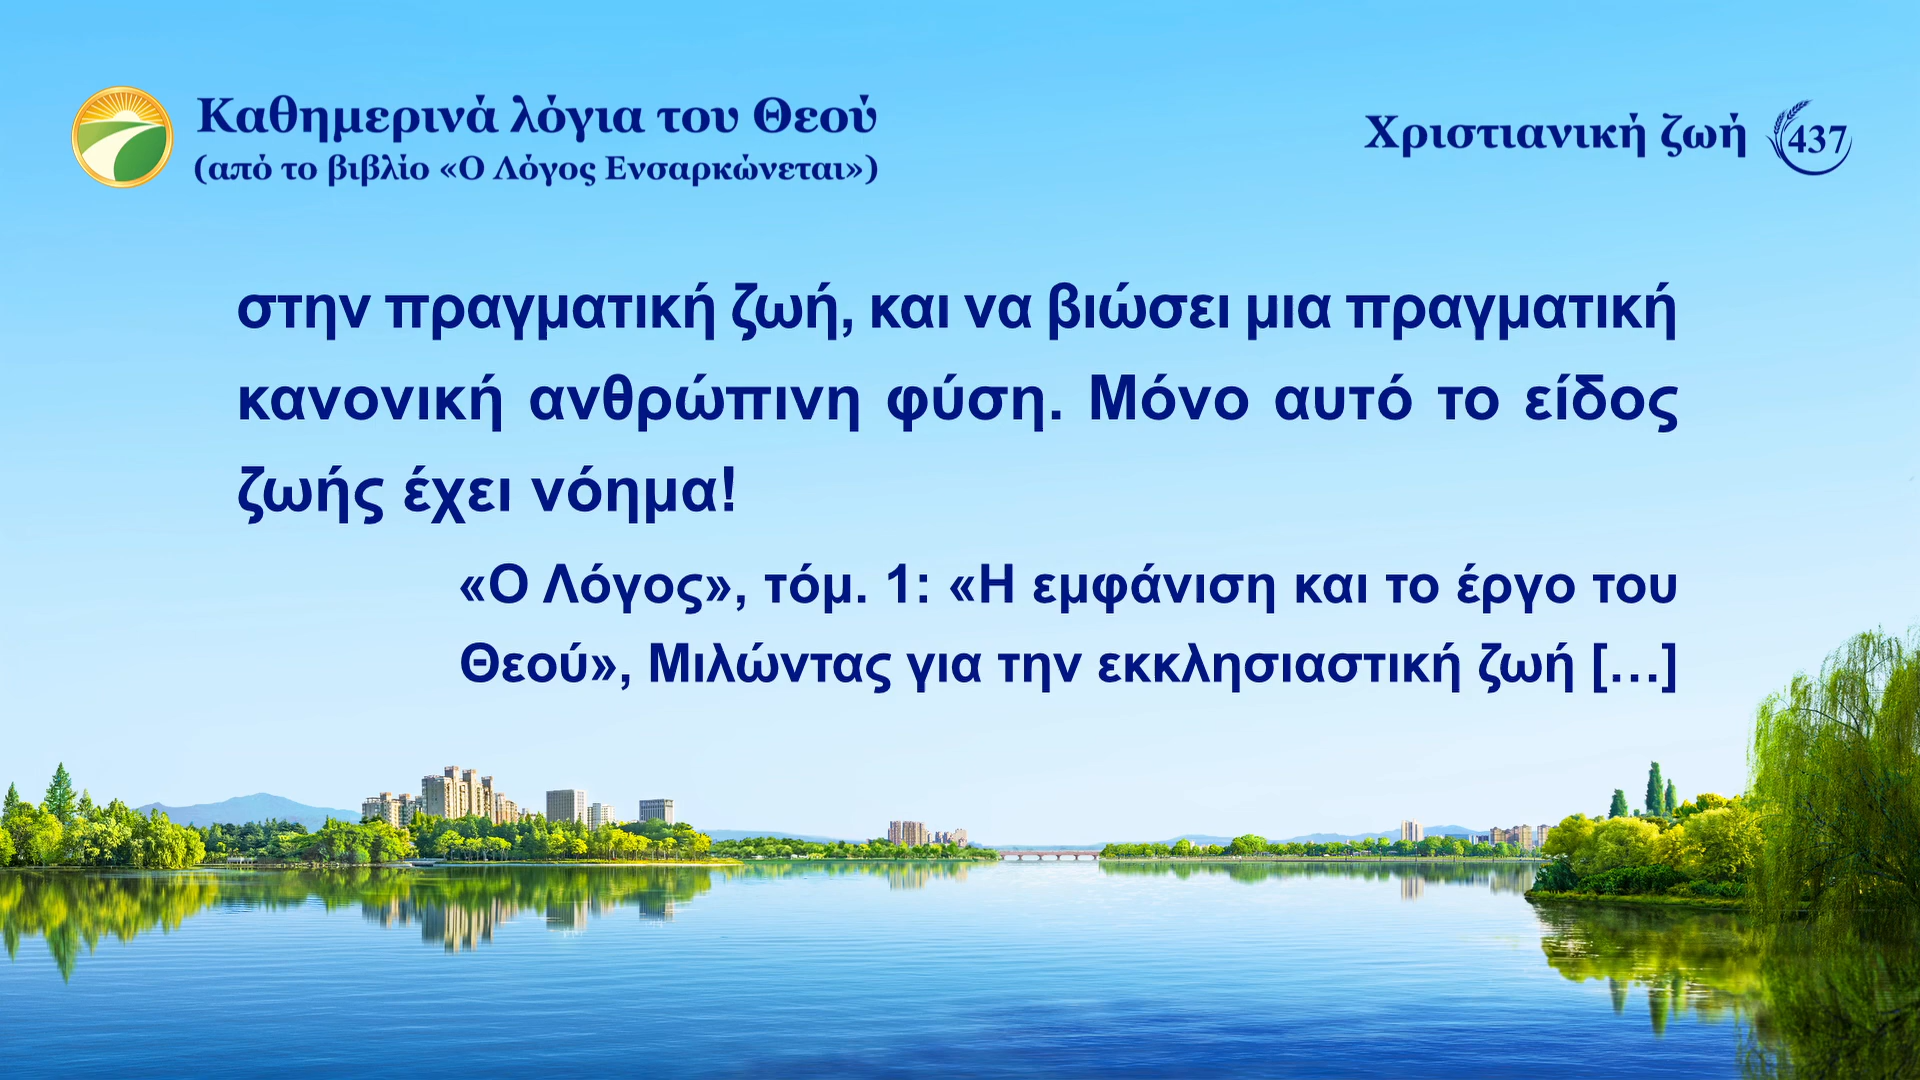 Καθημερινά λόγια του Θεού
(από το βιβλίο «Ο Λόγος Ενσαρκώνεται»)
Χριστιανική ζωή 437
στην πραγματική ζωή, και να βιώσει μια πραγματική
κανονική ανθρώπινη φύση. Μόνο αυτό το είδος
ζωής έχει νόημα!
«Ο Λόγος», τόμ. 1: «Η εμφάνιση και το έργο του
Θεού», Μιλώντας για την εκκλησιαστική ζωή […]